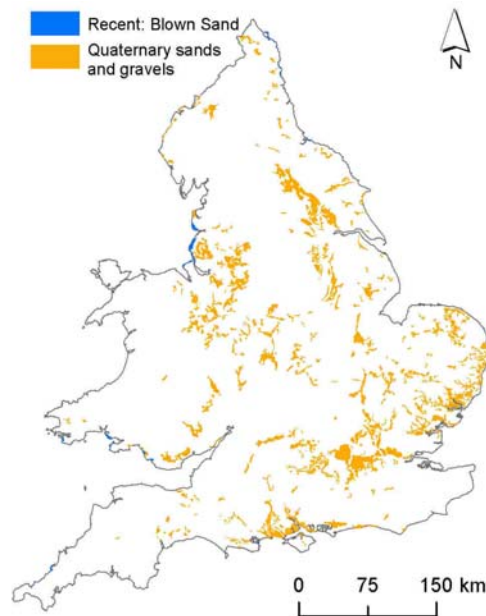 Recent: Blown Sand
Quaternary sands
and gravels
N
0 75 150 km